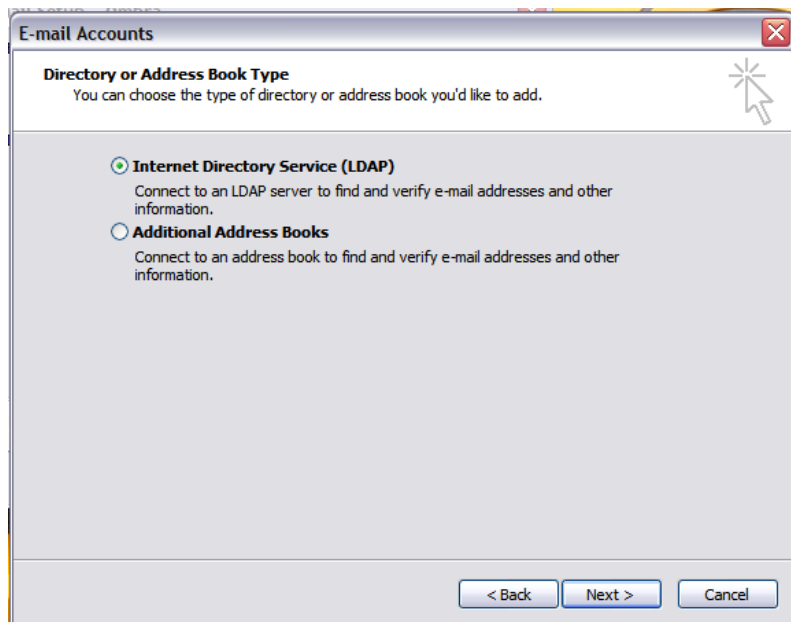 E-mail Accounts
Directory or Address Book Type
You can choose the type of directory or address book you'd like to add.
Internet Directory Service (LDAP)
Connect to an LDAP server to find and verify e-mail addresses and other
information.
Additional Address Books
Connect to an address book to find and verify e-mail addresses and other
information.
< Back
Next >
Cancel